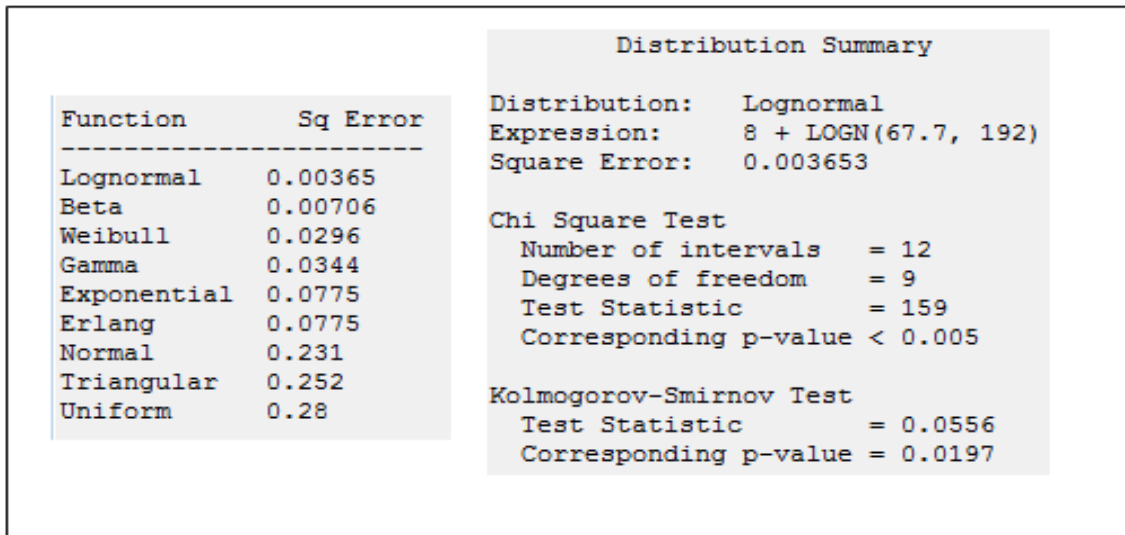 Function Sq Error
-----------------------
Lognormal 0.00365
Beta 0.00706
Weibull 0.0296
Gamma 0.0344
Exponential 0.0775
Erlang 0.0775
Normal 0.231
Triangular 0.252
Uniform 0.28
Distribution Summary
Distribution: Lognormal
Expression: 8 + LOGN(67.7, 192)
Square Error: 0.003653
Chi Square Test
Number of intervals = 12
Degrees of freedom = 9
Test Statistic = 159
Corresponding p-value < 0.005
Kolmogorov-Smirnov Test
Test Statistic = 0.0556
Corresponding p-value = 0.0197